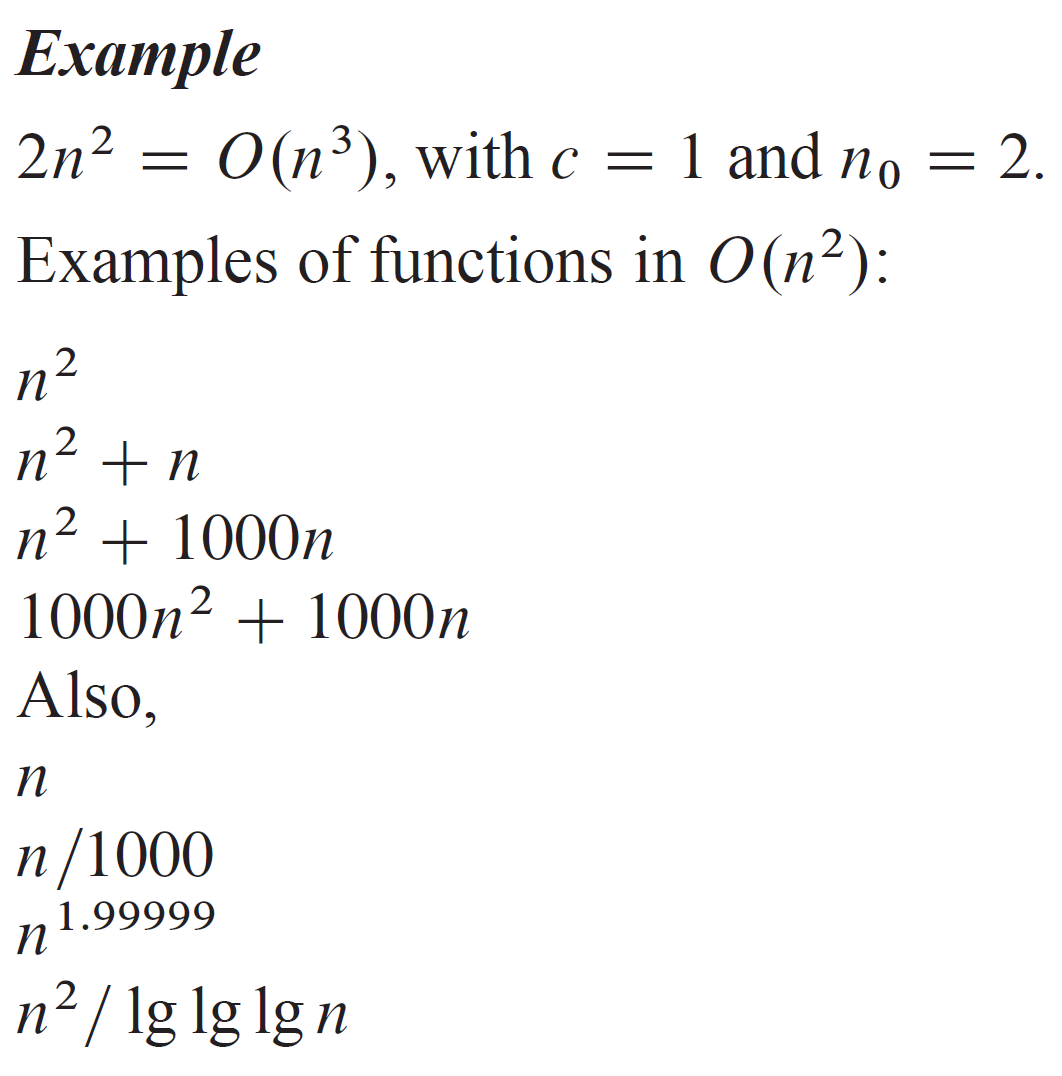 Example
2n² = O(n³), with c = 1 and n₀ = 2.
Examples of functions in O(n²):
n²
n² + n
n² + 1000n
1000n² + 1000n
Also,
n
n/1000
n¹·⁹⁹⁹⁹⁹
n²/ lg lg lg n